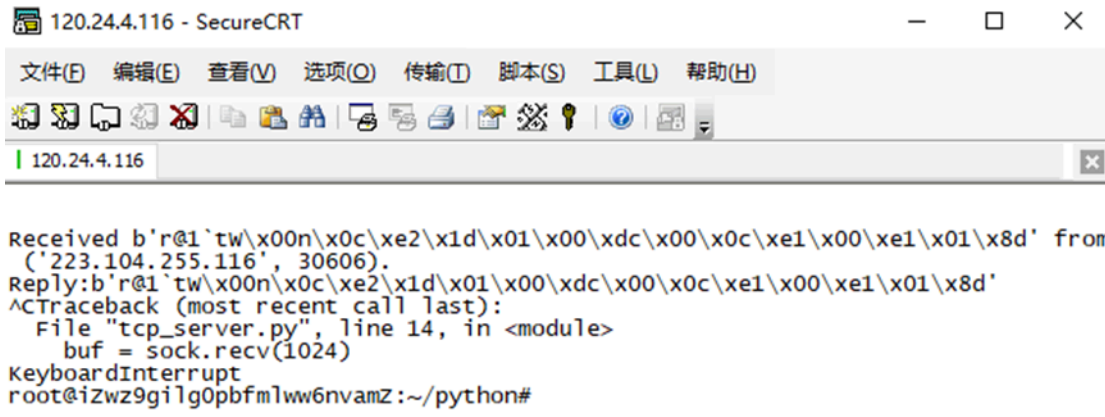 120.24.4.116 - SecureCRT
文件(F) 编辑(E) 查看(V) 选项(O) 传输(T) 脚本(S) 工具(L) 帮助(H)
120.24.4.116
Received b'r@1`tW\x00n\x0c\xe2\x1d\x01\x00\xdc\x00\x0c\xe1\x00\xe1\x01\x8d' from
('223.104.255.116', 30606).
Reply:b'r@1`tW\x00n\x0c\xe2\x1d\x01\x00\xdc\x00\x0c\xe1\x00\xe1\x01\x8d'
^CTraceback (most recent call last):
File "tcp_server.py", line 14, in <module>
buf = sock.recv(1024)
KeyboardInterrupt
root@iZwz9gilg0pbfmlww6nvamZ:~/python#